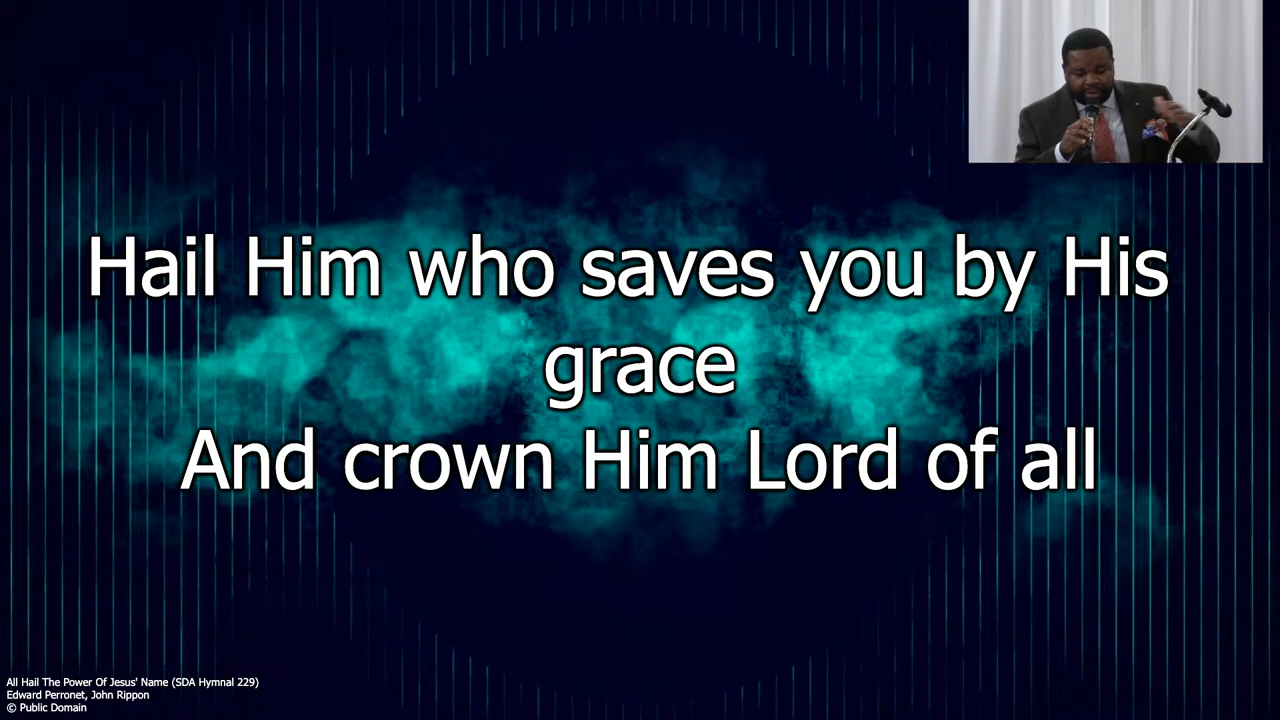 Hail Him who saves you by His
grace
And crown Him Lord of all
All Hail The Power Of Jesus' Name (SDA Hymnal 229)
Edward Perronet, John Rippon
© Public Domain